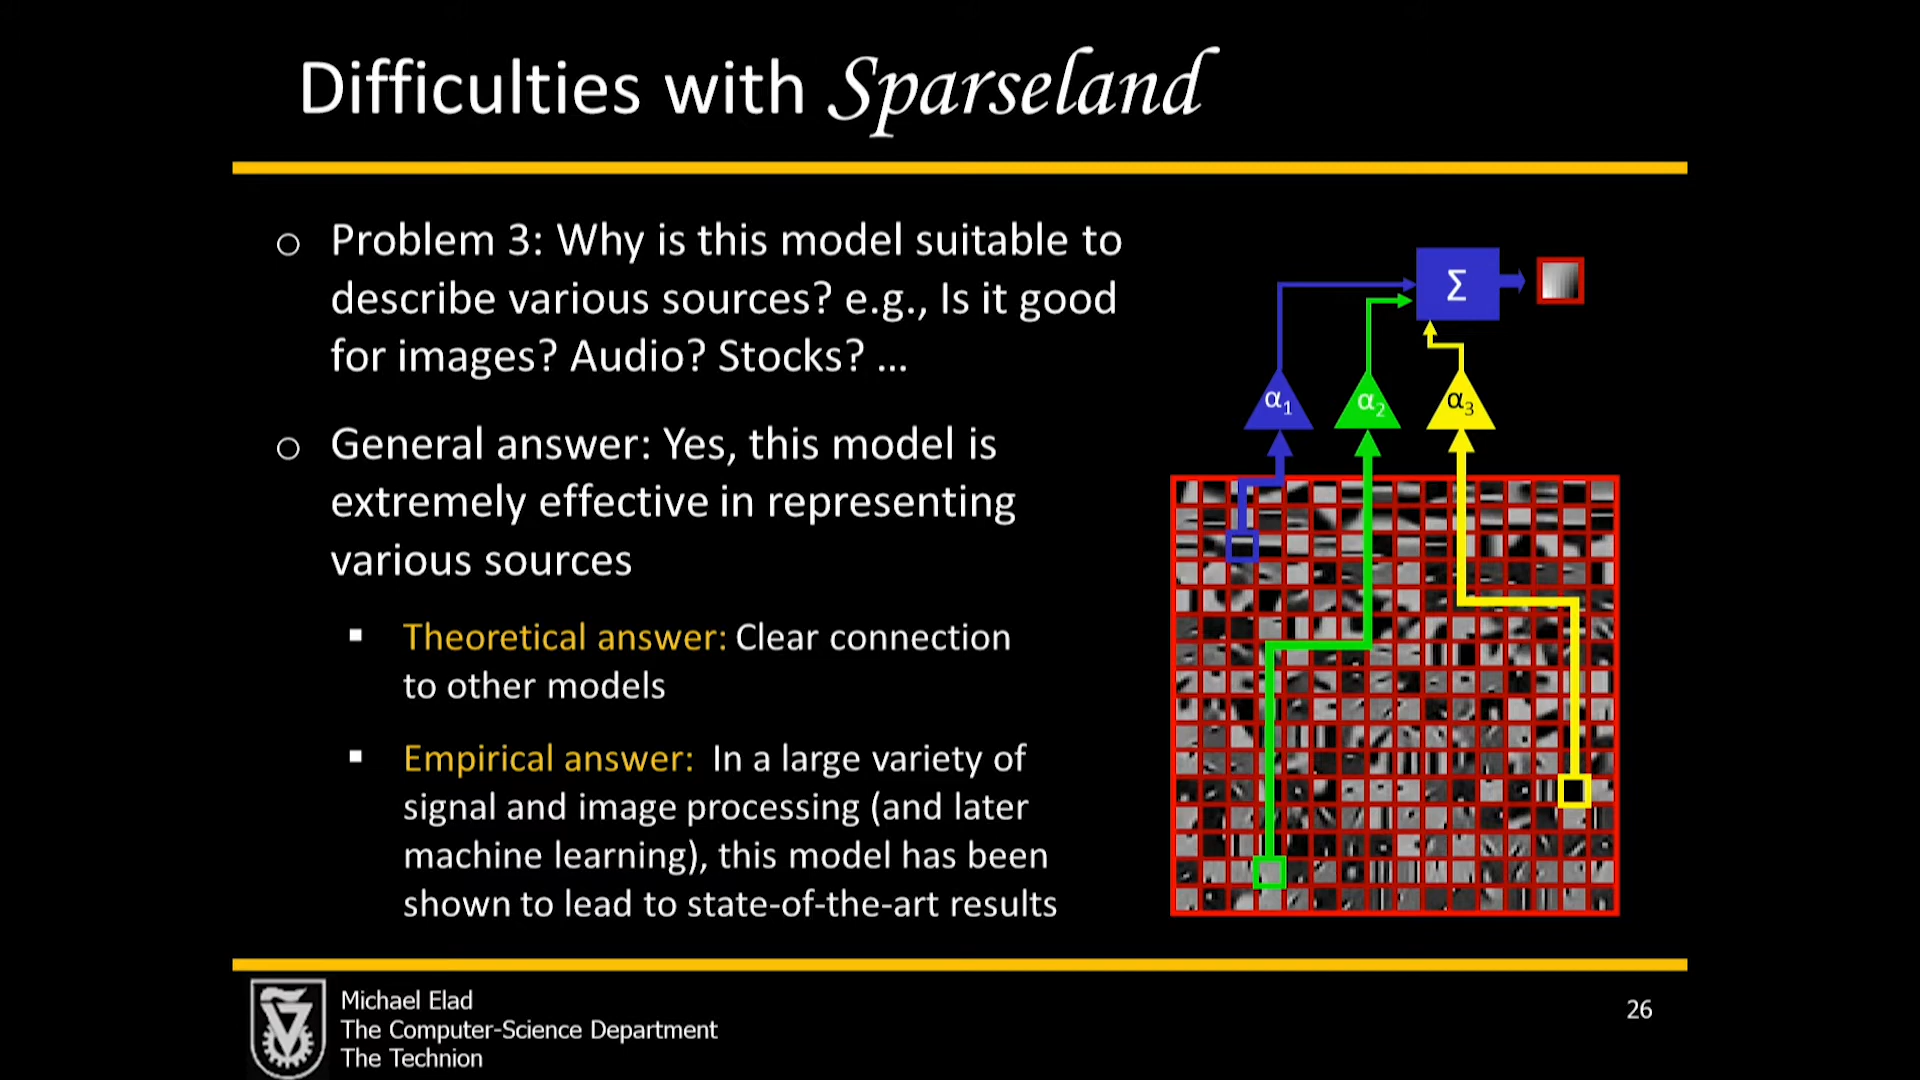 Difficulties with Sparseland
Problem 3: Why is this model suitable to
describe various sources? e.g., Is it good
for images? Audio? Stocks? ...
General answer: Yes, this model is
extremely effective in representing
various sources
Theoretical answer: Clear connection
to other models
Empirical answer: In a large variety of
signal and image processing (and later
machine learning), this model has been
shown to lead to state-of-the-art results
Σ
α₁ α₂ α₃
Michael Elad
The Computer-Science Department
The Technion
26